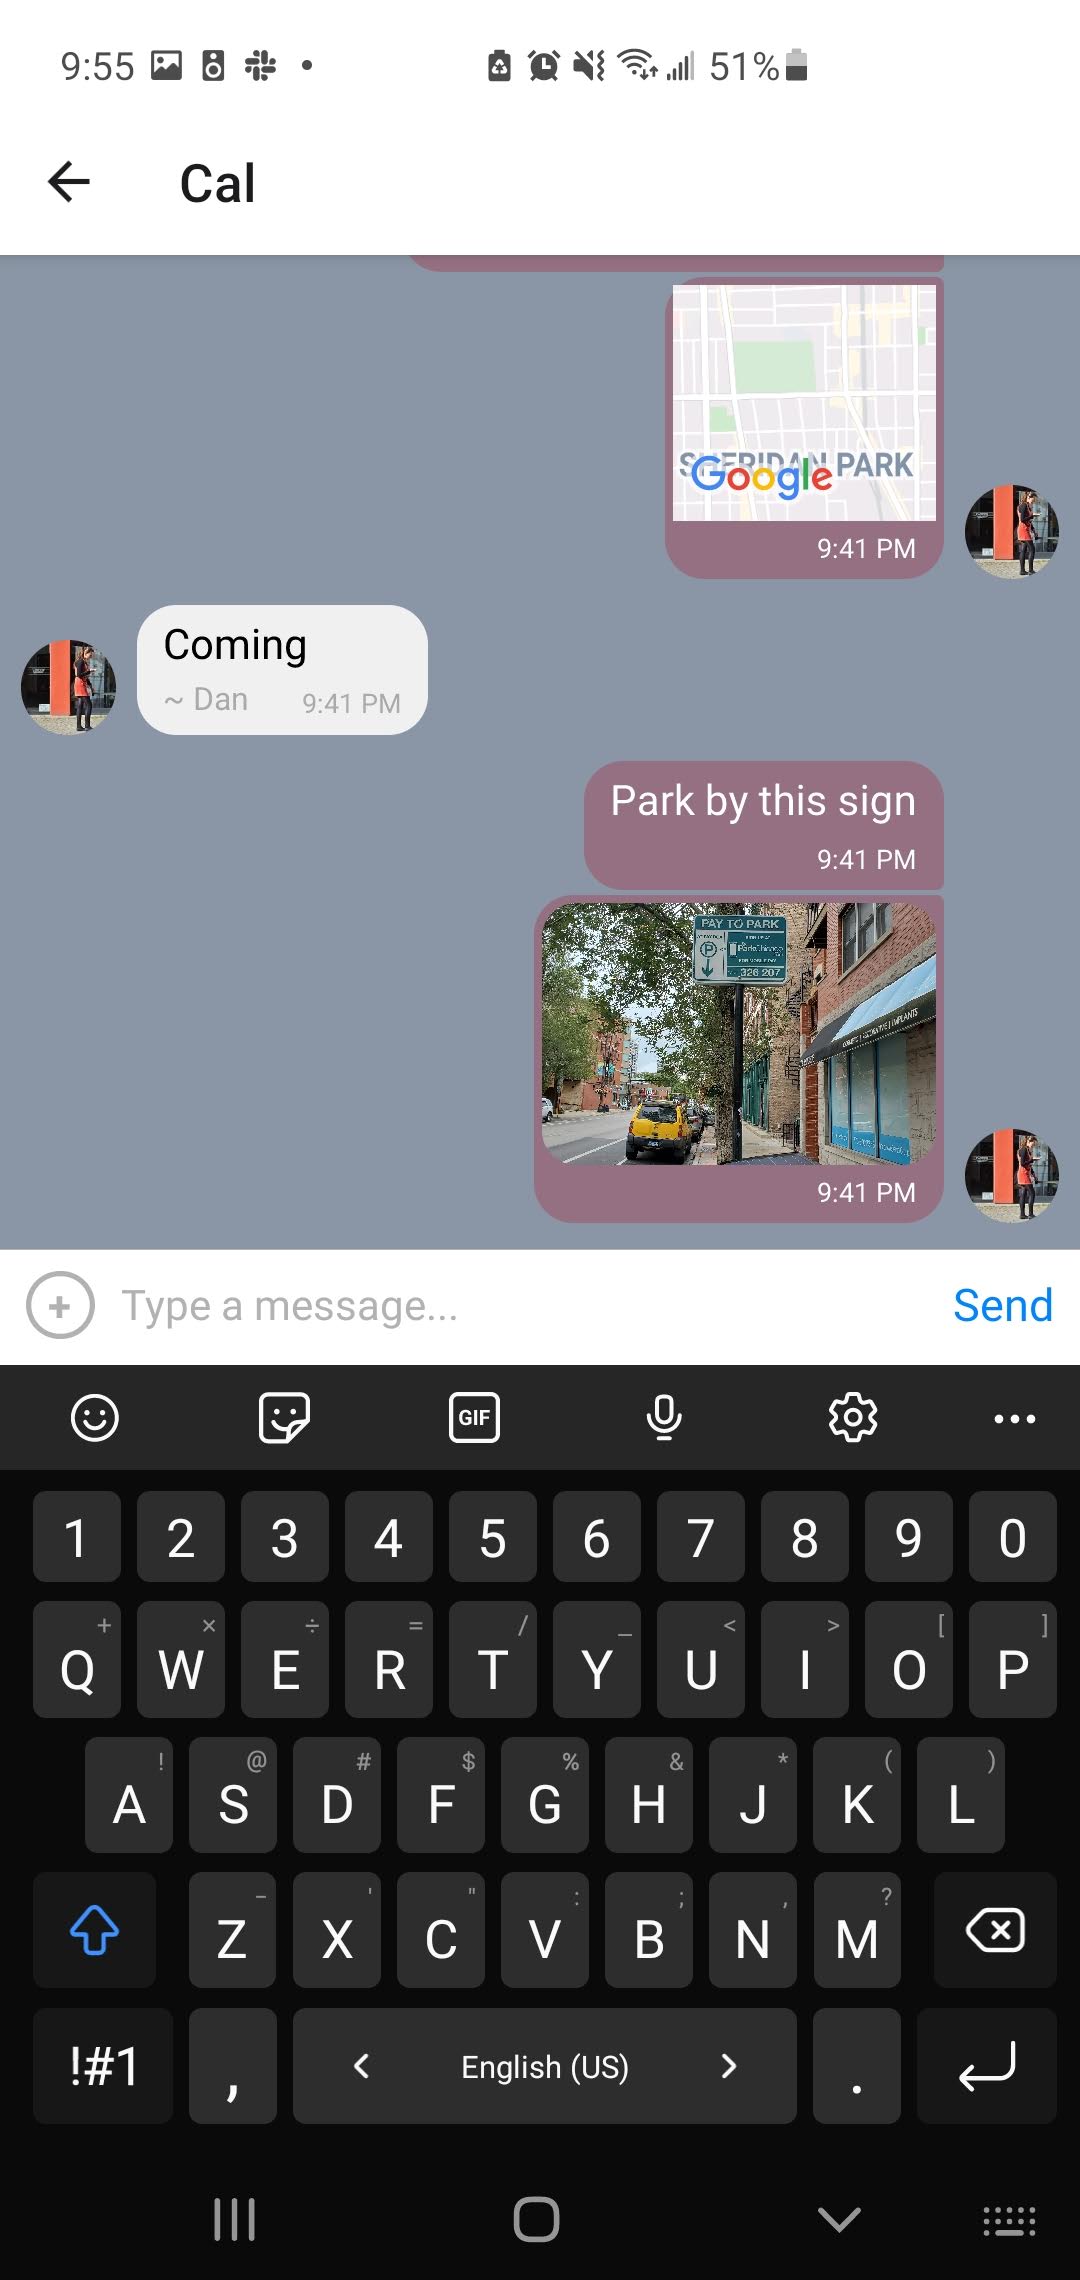 9:55
51%
Cal
SHERIDAN PARK
Google
9:41 PM
Coming
~ Dan 9:41 PM
Park by this sign
9:41 PM
PAY TO PARK
P
ParkChicago
326 207
IMPLANTS
9:41 PM
Type a message...
Send
GIF
1 2 3 4 5 6 7 8 9 0
+ × ÷ = / _ < > [ ]
Q W E R T Y U I O P
! @ # $ % & * ( )
A S D F G H J K L
- ' " : ; , ?
Z X C V B N M
!#1 , < English (US) > .